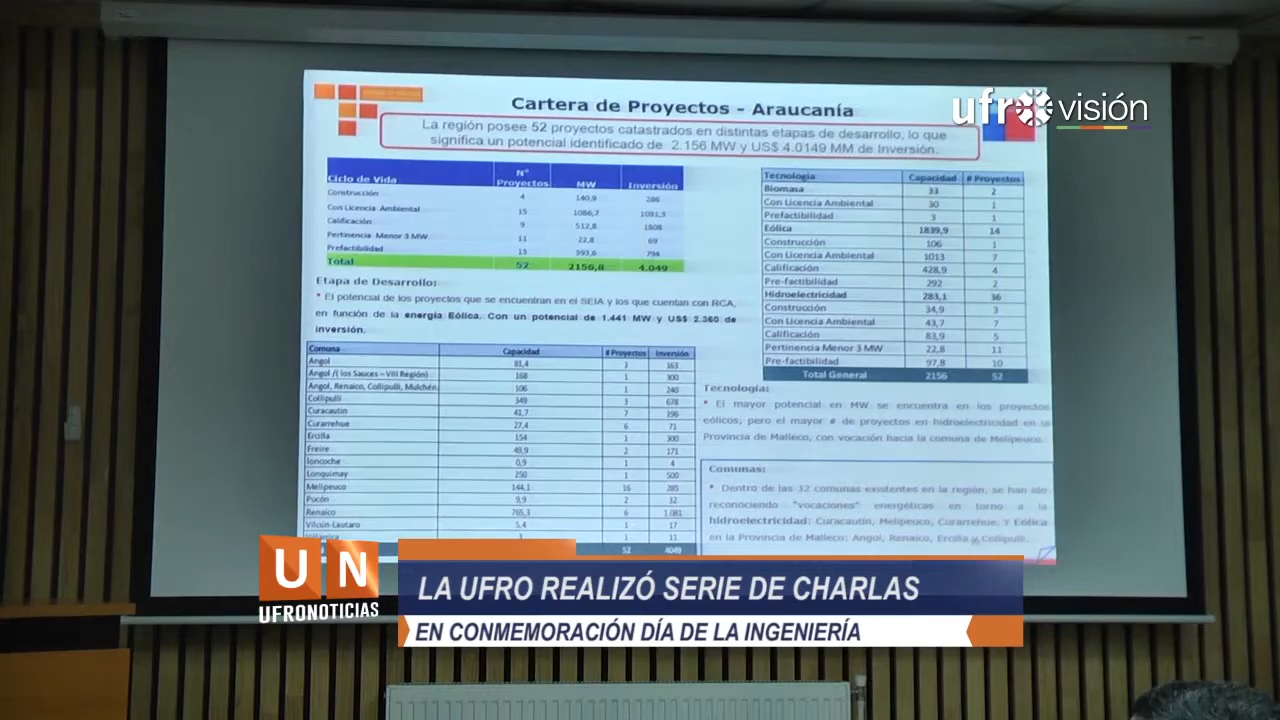 ufro visión
Cartera de Proyectos - Araucanía
La región posee 52 proyectos catastrados en distintas etapas de desarrollo, lo que
significa un potencial identificado de 2.156 MW y US$ 4.0149 MM de Inversión.
Ciclo de Vida N° Proyectos MW Inversión
Construcción 4 140,9 286
Con Licencia Ambiental 15 1086,7 1091,5
Calificación 9 512,8 1808
Pertinencia Menor 3 MW 11 22,8 69
Prefactibilidad 13 393,6 794
Total 52 2156,8 4.049
Etapa de Desarrollo:
* El potencial de los proyectos que se encuentran en el SEIA y los que cuentan con RCA,
en función de la energía Eólica. Con un potencial de 1.441 MW y US$ 2.360 de
inversión.
Comuna Capacidad # Proyectos Inversión
Angol 81,4 3 163
Angol /( los Sauces – VIII Región) 168 1 300
Angol, Renaico, Collipulli, Mulchén 106 1 240
Collipulli 349 3 678
Curacautín 41,7 7 196
Curarrehue 27,4 6 71
Ercilla 154 1 300
Freire 49,9 2 171
loncoche 0,9 1 4
Lonquimay 250 1 500
Melipeuco 144,1 16 285
Pucón 9,9 2 32
Renaico 765,3 6 1.081
Vilcún-Lautaro 5,4 1 17
Villarrica 3 1 11
52 4049
Tecnología Capacidad # Proyectos
Biomasa 33 2
Con Licencia Ambiental 30 1
Prefactibilidad 3 1
Eólica 1839,9 14
Construcción 106 1
Con Licencia Ambiental 1013 7
Calificación 428,9 4
Pre-factibilidad 292 2
Hidroelectricidad 283,1 36
Construcción 34,9 3
Con Licencia Ambiental 43,7 7
Calificación 83,9 5
Pertinencia Menor 3 MW 22,8 11
Pre-factibilidad 97,8 10
Total General 2156 52
Tecnología:
* El mayor potencial en MW se encuentra en los proyectos
eólicos, pero el mayor # de proyectos en hidroelectricidad en la
Provincia de Malleco, con vocación hacia la comuna de Melipeuco.
Comunas:
* Dentro de las 32 comunas existentes en la región, se han ido
reconociendo "vocaciones" energéticas en torno a la
hidroelectricidad: Curacautín, Melipeuco, Curarrehue. Y Eólica
en la Provincia de Malleco: Angol, Renaico, Ercilla y Collipulli.
UN
UFRONOTICIAS
LA UFRO REALIZÓ SERIE DE CHARLAS
EN CONMEMORACIÓN DÍA DE LA INGENIERÍA